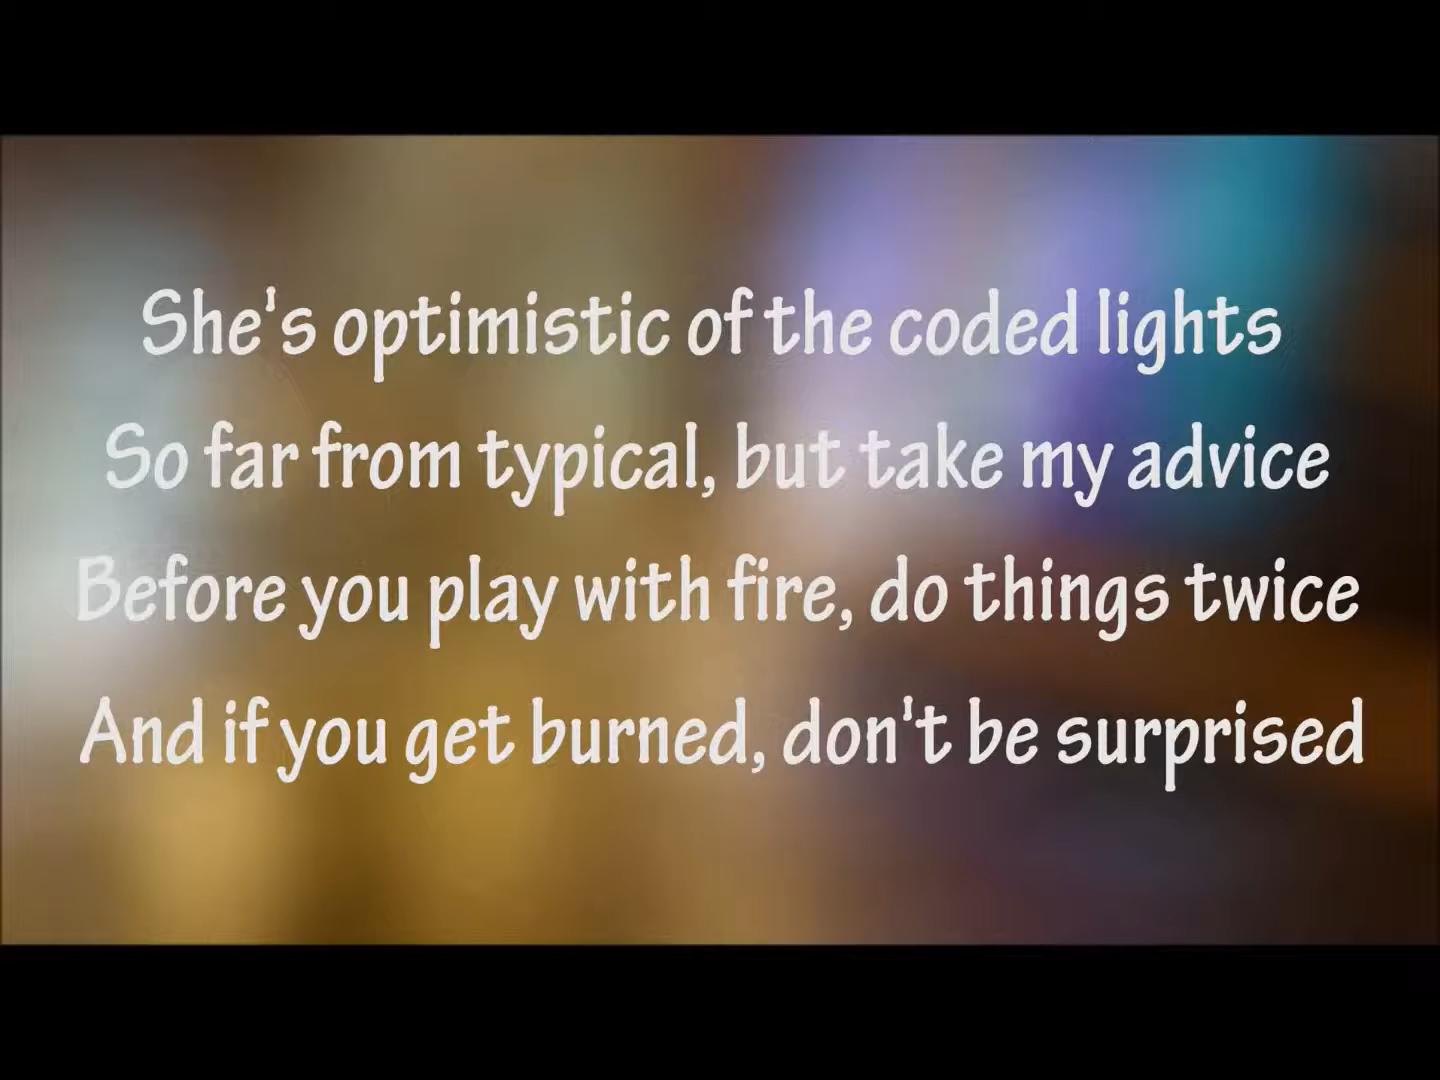 She's optimistic of the coded lights
So far from typical, but take my advice
Before you play with fire, do things twice
And if you get burned, don't be surprised